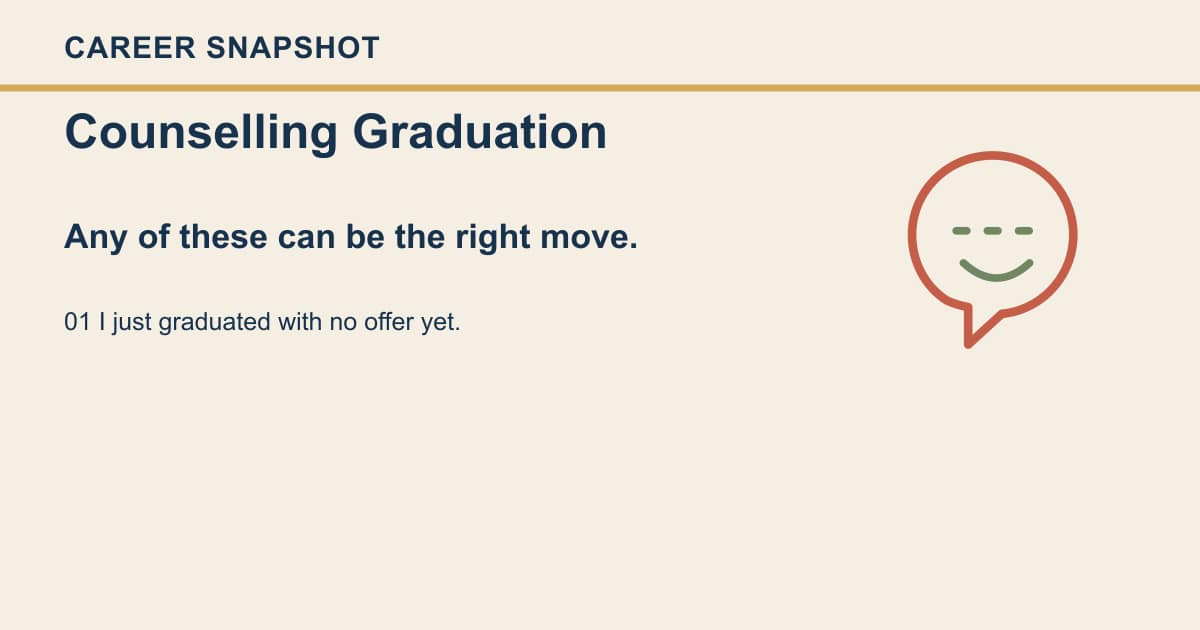 CAREER SNAPSHOT
Counselling Graduation
Any of these can be the right move.
01 I just graduated with no offer yet.